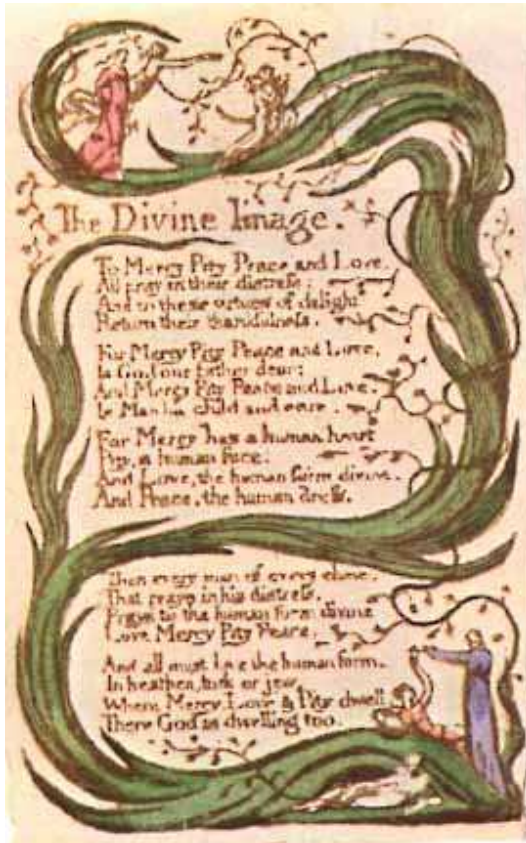 The Divine Image.
To Mercy Pity Peace and Love,
All pray in their distress:
And to these virtues of delight
Return their thankfulness.
For Mercy Pity Peace and Love,
Is God our father dear:
And Mercy Pity Peace and Love,
Is Man his child and care.
For Mercy has a human heart
Pity, a human face:
And Love, the human form divine,
And Peace, the human dress.
Then every man of every clime,
That prays in his distress,
Prays to the human form divine
Love Mercy Pity Peace.
And all must love the human form,
In heathen, turk or jew.
Where Mercy, Love & Pity dwell,
There God is dwelling too.